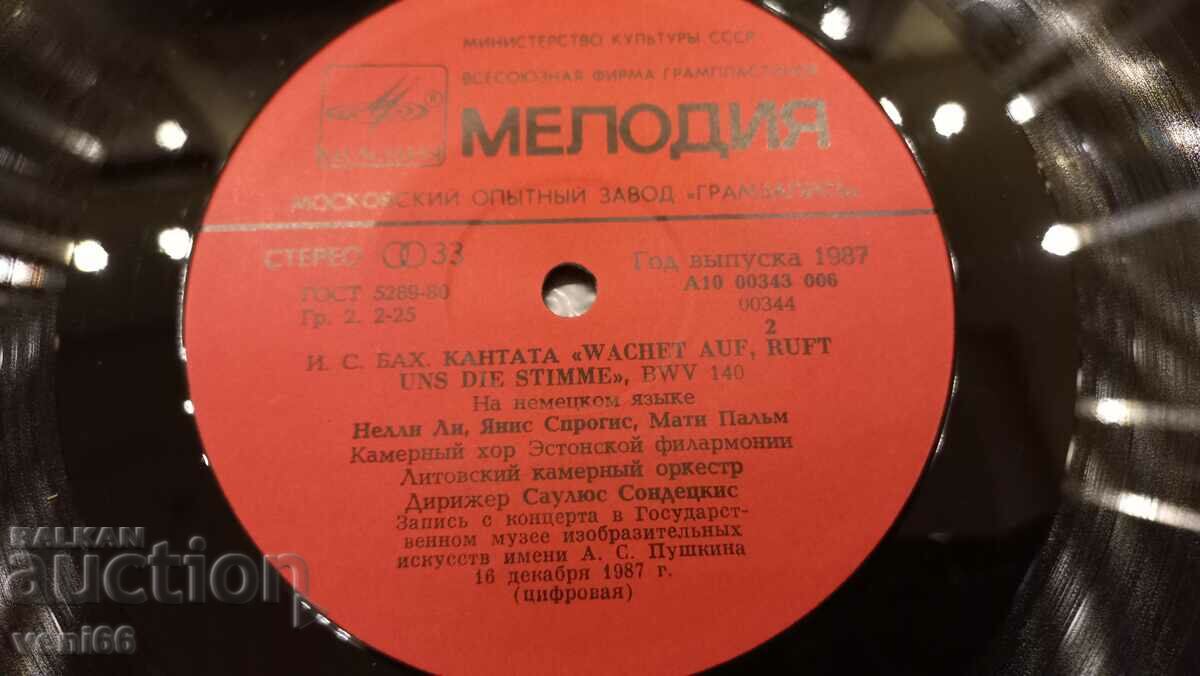 МИНИСТЕРСТВО КУЛЬТУРЫ СССР
ВСЕСОЮЗНАЯ ФИРМА ГРАМПЛАСТИНОК
МЕЛОДИЯ
МОСКОВСКИЙ ОПЫТНЫЙ ЗАВОД «ГРАМЗАПИСЬ»
СТЕРЕО 33
ГОСТ 5289-80
Гр. 2. 2-25
Год выпуска 1987
А10 00343 006
00344
2
И. С. БАХ. КАНТАТА «WACHET AUF, RUFT
UNS DIE STIMME», BWV 140
На немецком языке
Нелли Ли, Янис Спрогис, Мати Пальм
Камерный хор Эстонской филармонии
Литовский камерный оркестр
Дирижер Саулюс Сондецкис
Запись с концерта в Государст-
венном музее изобразительных
искусств имени А. С. Пушкина
16 декабря 1987 г.
(цифровая)
BALKAN
auction
veni66